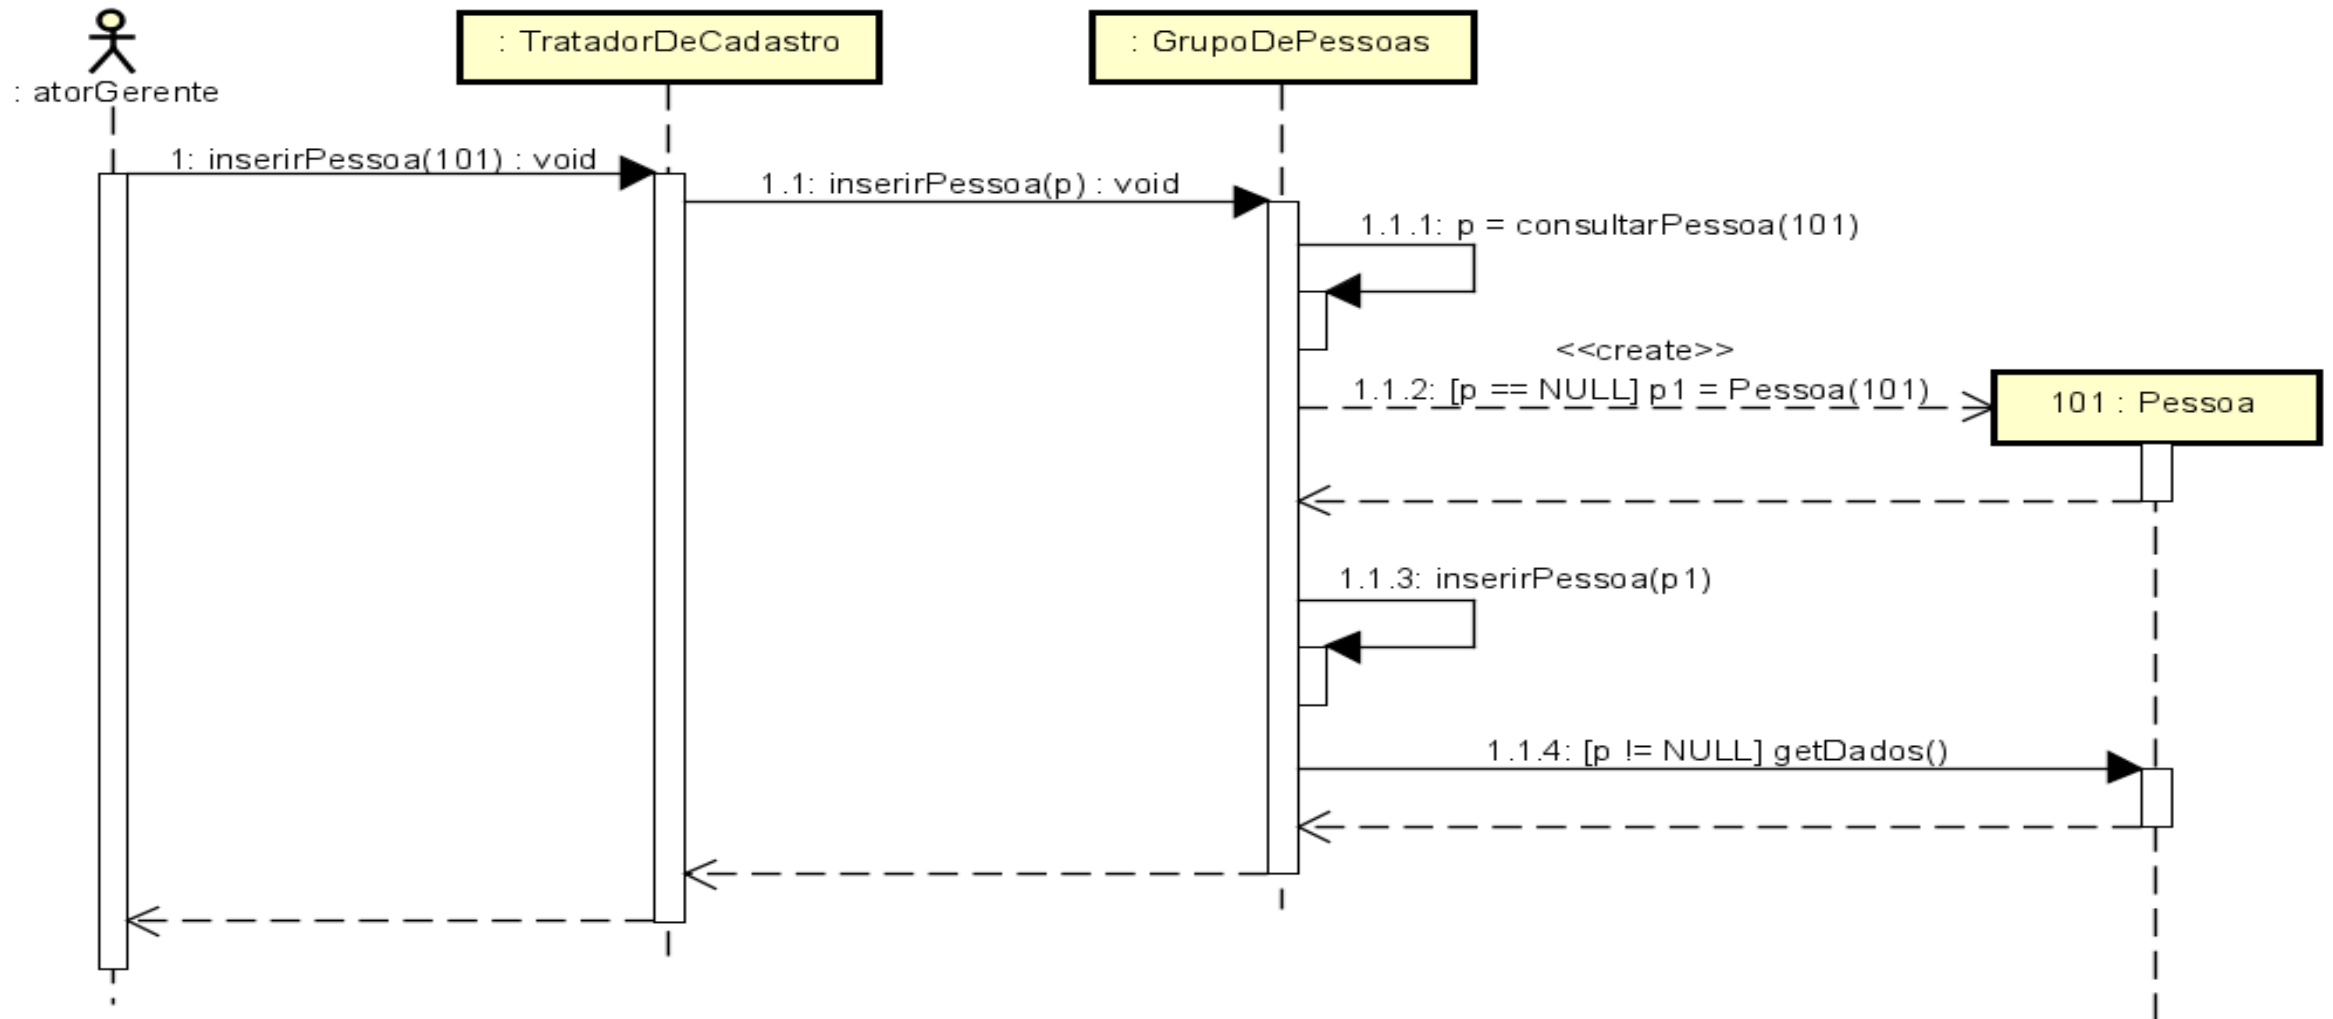 : TratadorDeCadastro
: GrupoDePessoas
: atorGerente
1: inserirPessoa(101) : void
1.1: inserirPessoa(p) : void
1.1.1: p = consultarPessoa(101)
<<create>>
1.1.2: [p == NULL] p1 = Pessoa(101)
101 : Pessoa
1.1.3: inserirPessoa(p1)
1.1.4: [p != NULL] getDados()